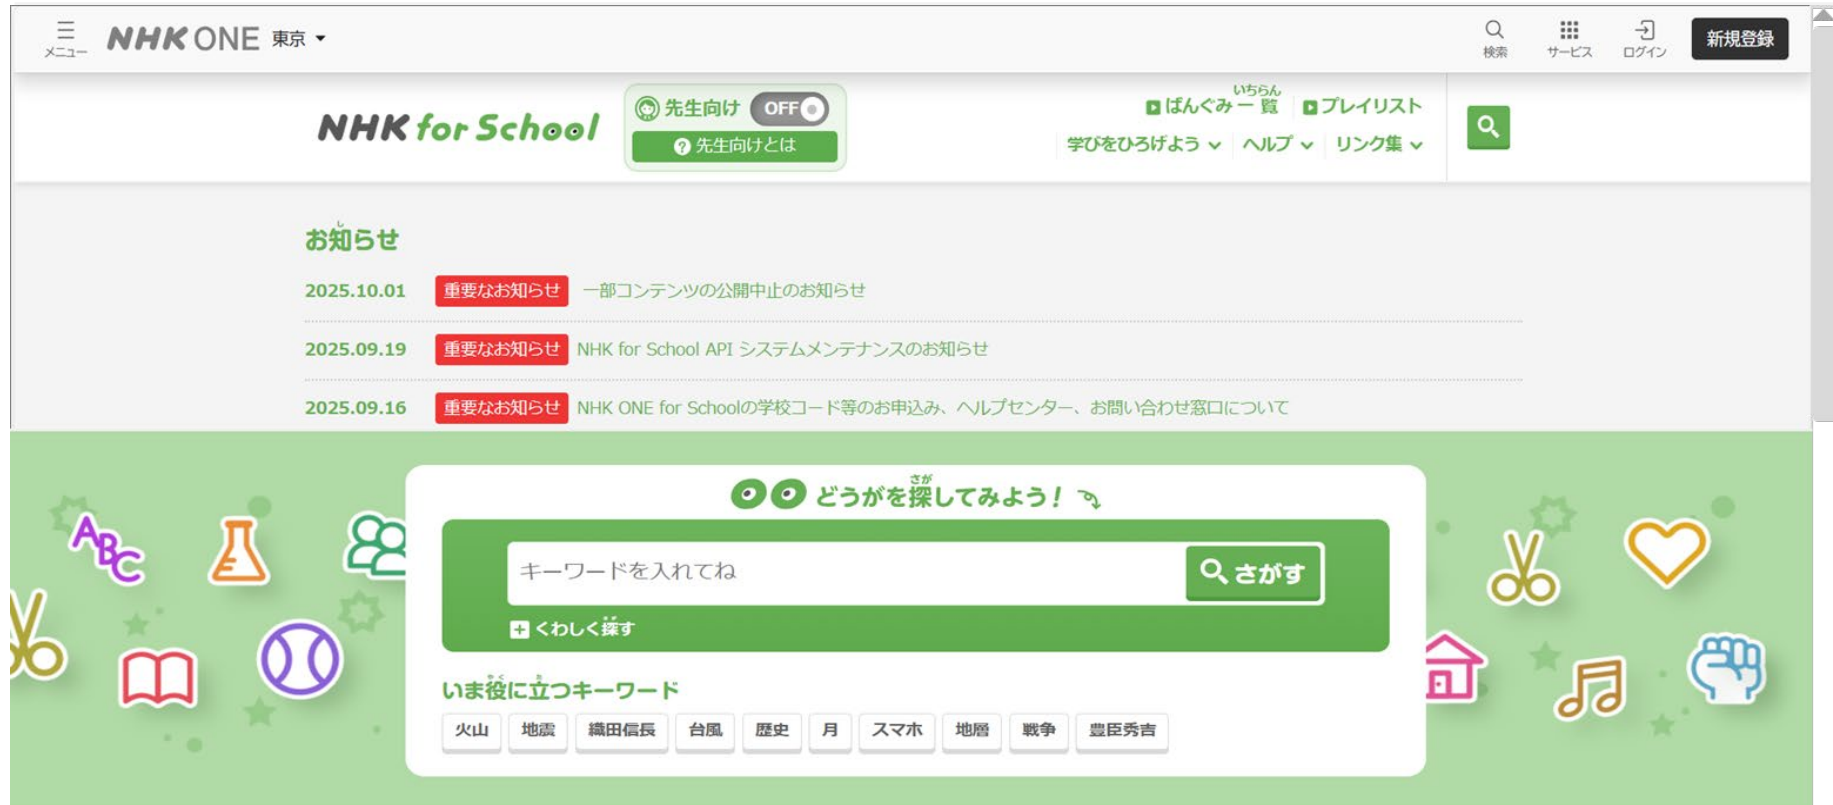 メニュー NHK ONE 東京 検索 サービス ログイン 新規登録
NHK for School
先生向け OFF
先生向けとは
ばんぐみ一覧 いちらん プレイリスト
学びをひろげよう ヘルプ リンク集
お知らせ し
2025.10.01 重要なお知らせ 一部コンテンツの公開中止のお知らせ
2025.09.19 重要なお知らせ NHK for School API システムメンテナンスのお知らせ
2025.09.16 重要なお知らせ NHK ONE for Schoolの学校コード等のお申込み、ヘルプセンター、お問い合わせ窓口について
ABC
どうがを探してみよう! さが
キーワードを入れてね さがす
くわしく探す さが
いま役に立つキーワード やく た
火山 地震 織田信長 台風 歴史 月 スマホ 地層 戦争 豊臣秀吉